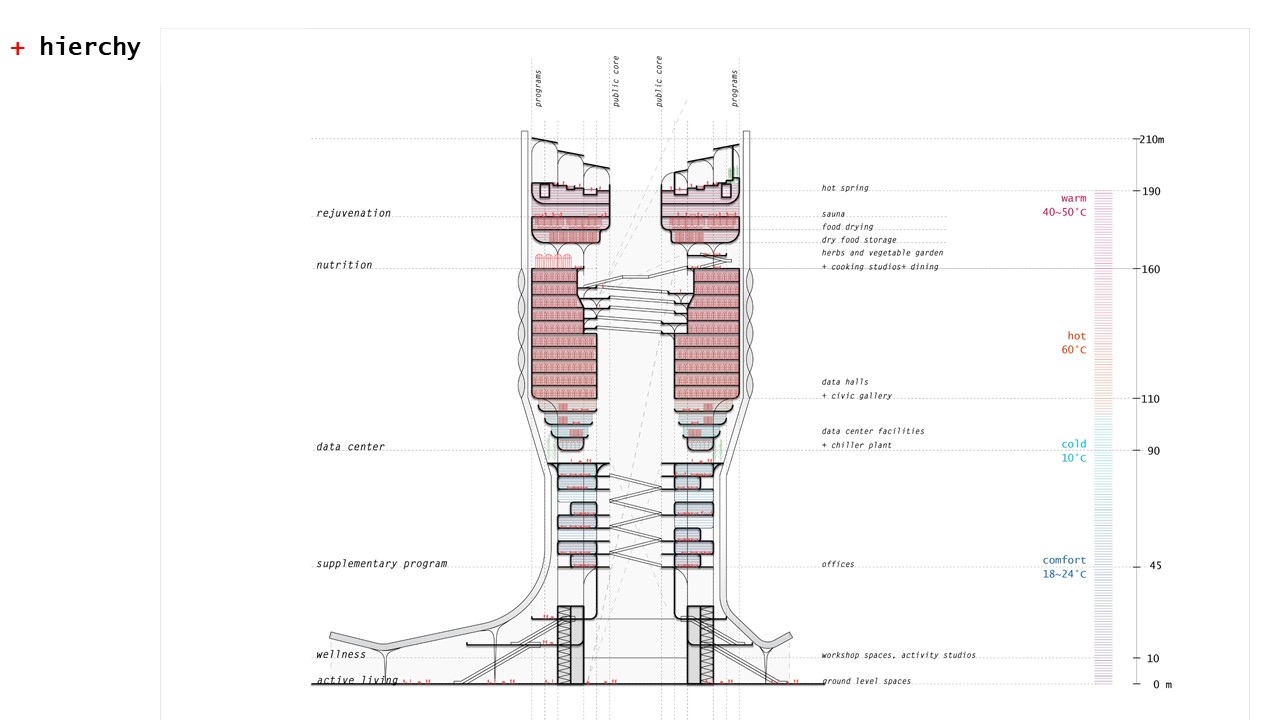 + hierchy
programs
public core
public core
programs
210m
hot spring
190
warm
40~50°C
rejuvenation
sauna
food drying
dry food storage
herbs and vegetable garden
nutrition
+ cooking studios+ dining
160
hot
60°C
data halls
+ civic gallery
110
data center facilities
data center
+ chiller plant
cold
10°C
90
supplementary program
offices
comfort
18~24°C
45
wellness
workshop spaces, activity studios
10
active living
ground level spaces
0 m